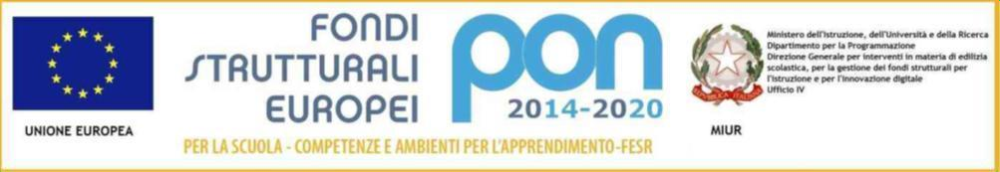 UNIONE EUROPEA
FONDI
STRUTTURALI
EUROPEI
pon
2014-2020
PER LA SCUOLA - COMPETENZE E AMBIENTI PER L'APPRENDIMENTO-FESR
REPVBBLICA ITALIANA
MIUR
Ministero dell'Istruzione, dell'Università e della Ricerca
Dipartimento per la Programmazione
Direzione Generale per interventi in materia di edilizia
scolastica, per la gestione dei fondi strutturali per
l'istruzione e per l'innovazione digitale
Ufficio IV